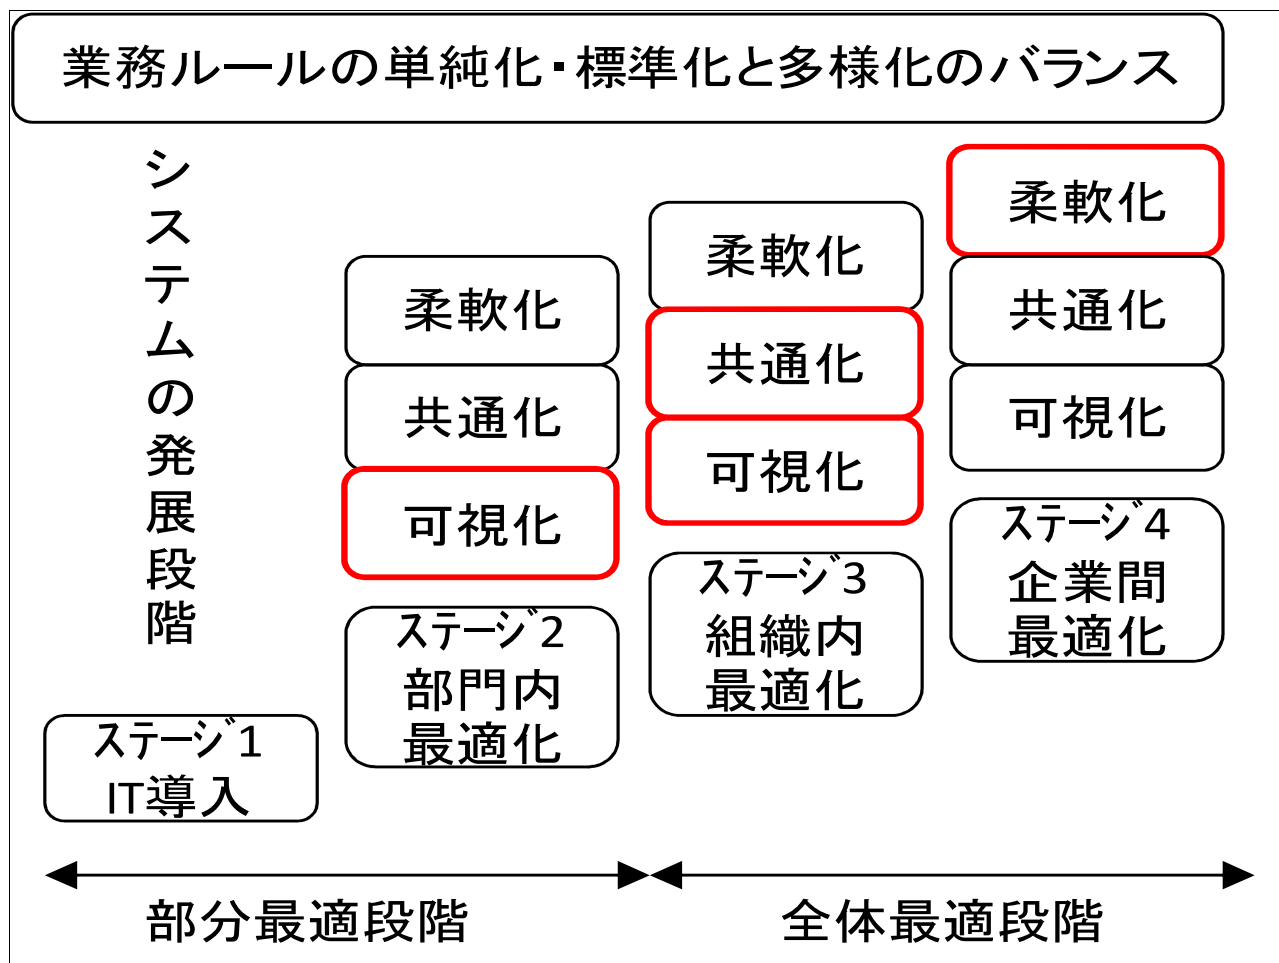 業務ルールの単純化・標準化と多様化のバランス
システムの発展段階
柔軟化
共通化
可視化
柔軟化
共通化
可視化
柔軟化
共通化
可視化
ｽﾃｰｼﾞ1
IT導入
ｽﾃｰｼﾞ2
部門内
最適化
ｽﾃｰｼﾞ3
組織内
最適化
ｽﾃｰｼﾞ4
企業間
最適化
部分最適段階
全体最適段階